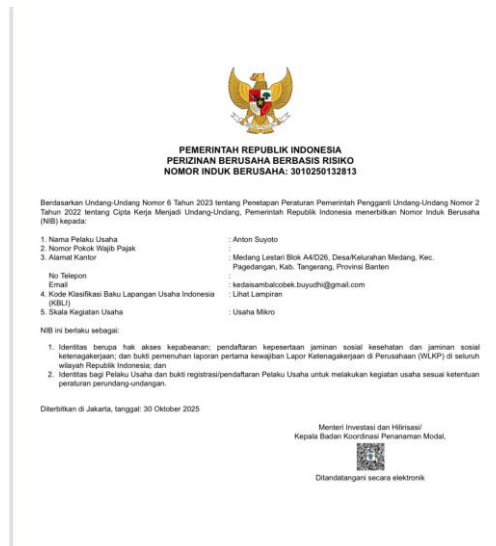 PEMERINTAH REPUBLIK INDONESIA
PERIZINAN BERUSAHA BERBASIS RISIKO
NOMOR INDUK BERUSAHA: 3010250132813
Berdasarkan Undang-Undang Nomor 6 Tahun 2023 tentang Penetapan Peraturan Pemerintah Pengganti Undang-Undang Nomor 2
Tahun 2022 tentang Cipta Kerja Menjadi Undang-Undang, Pemerintah Republik Indonesia menerbitkan Nomor Induk Berusaha
(NIB) kepada:
1. Nama Pelaku Usaha : Anton Suyoto
2. Nomor Pokok Wajib Pajak :
3. Alamat Kantor : Medang Lestari Blok A4/D26, Desa/Kelurahan Medang, Kec.
Pagedangan, Kab. Tangerang, Provinsi Banten
No Telepon :
Email : kedaisambalcobek.buyudhi@gmail.com
4. Kode Klasifikasi Baku Lapangan Usaha Indonesia : Lihat Lampiran
(KBLI)
5. Skala Kegiatan Usaha : Usaha Mikro
NIB ini berlaku sebagai:
1. Identitas berupa hak akses kepabeanan; pendaftaran kepesertaan jaminan sosial kesehatan dan jaminan sosial
ketenagakerjaan; dan bukti pemenuhan laporan pertama kewajiban Lapor Ketenagakerjaan di Perusahaan (WLKP) di seluruh
wilayah Republik Indonesia; dan
2. Identitas bagi Pelaku Usaha dan bukti registrasi/pendaftaran Pelaku Usaha untuk melakukan kegiatan usaha sesuai ketentuan
peraturan perundang-undangan.
Diterbitkan di Jakarta, tanggal: 30 Oktober 2025
Menteri Investasi dan Hilirisasi/
Kepala Badan Koordinasi Penanaman Modal,
Ditandatangani secara elektronik